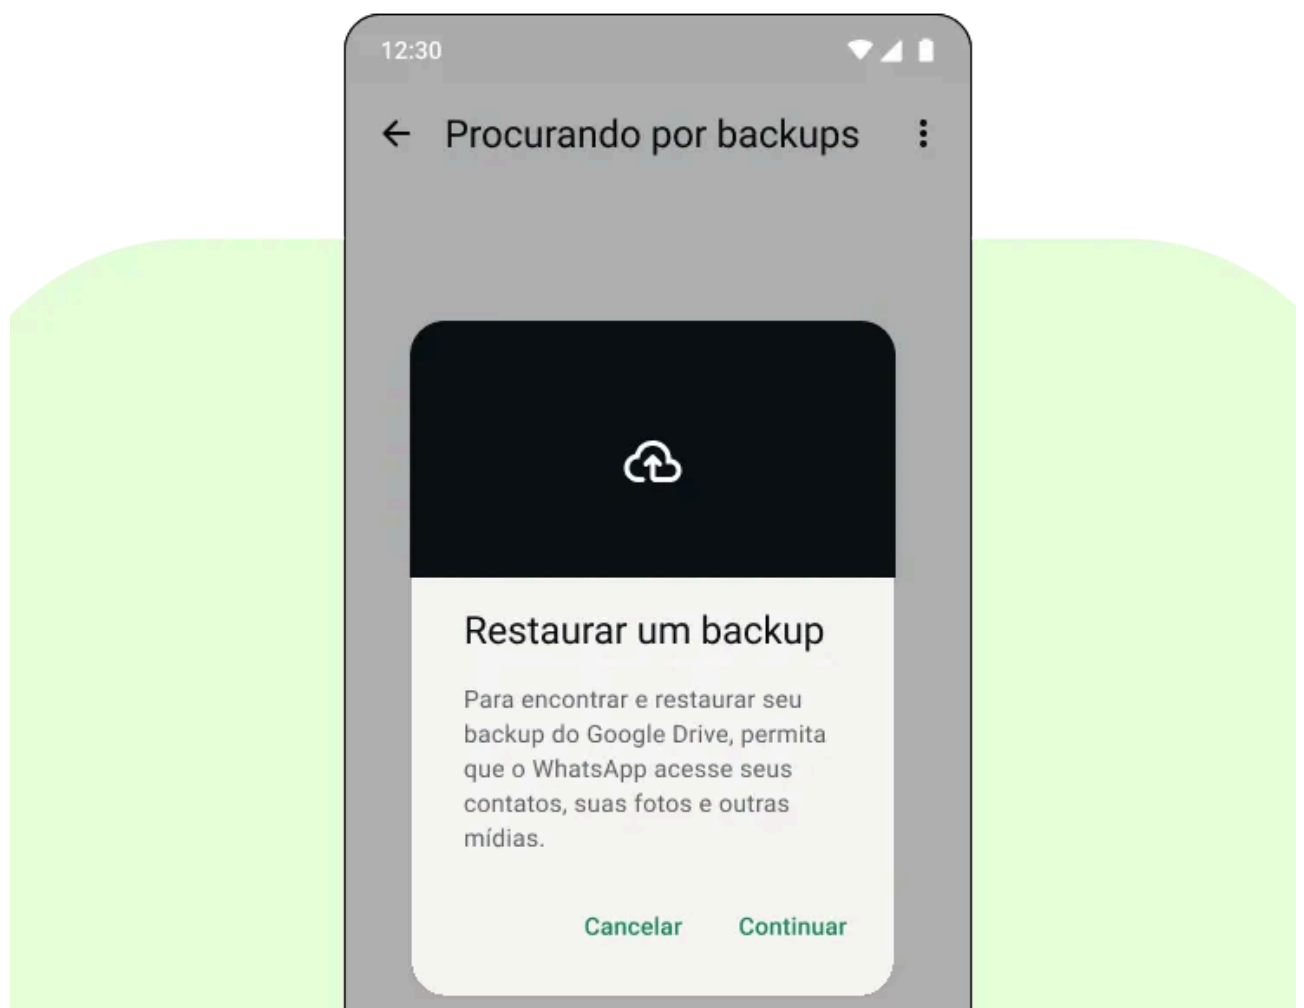 12:30
Procurando por backups
Restaurar um backup
Para encontrar e restaurar seu
backup do Google Drive, permita
que o WhatsApp acesse seus
contatos, suas fotos e outras
mídias.
Cancelar Continuar